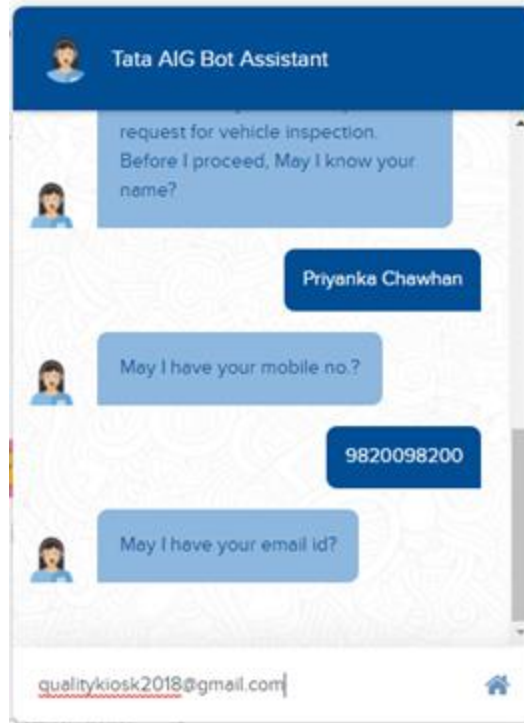 Tata AIG Bot Assistant
request for vehicle inspection.
Before I proceed, May I know your
name?
Priyanka Chawhan
May I have your mobile no.?
9820098200
May I have your email id?
qualitykiosk2018@gmail.com